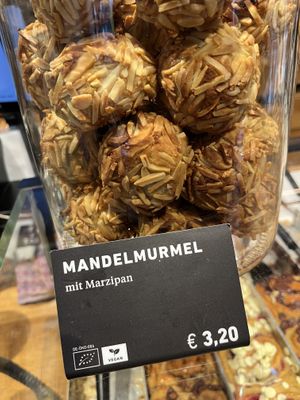 MANDELMURMEL
mit Marzipan
€ 3,20
VEGAN